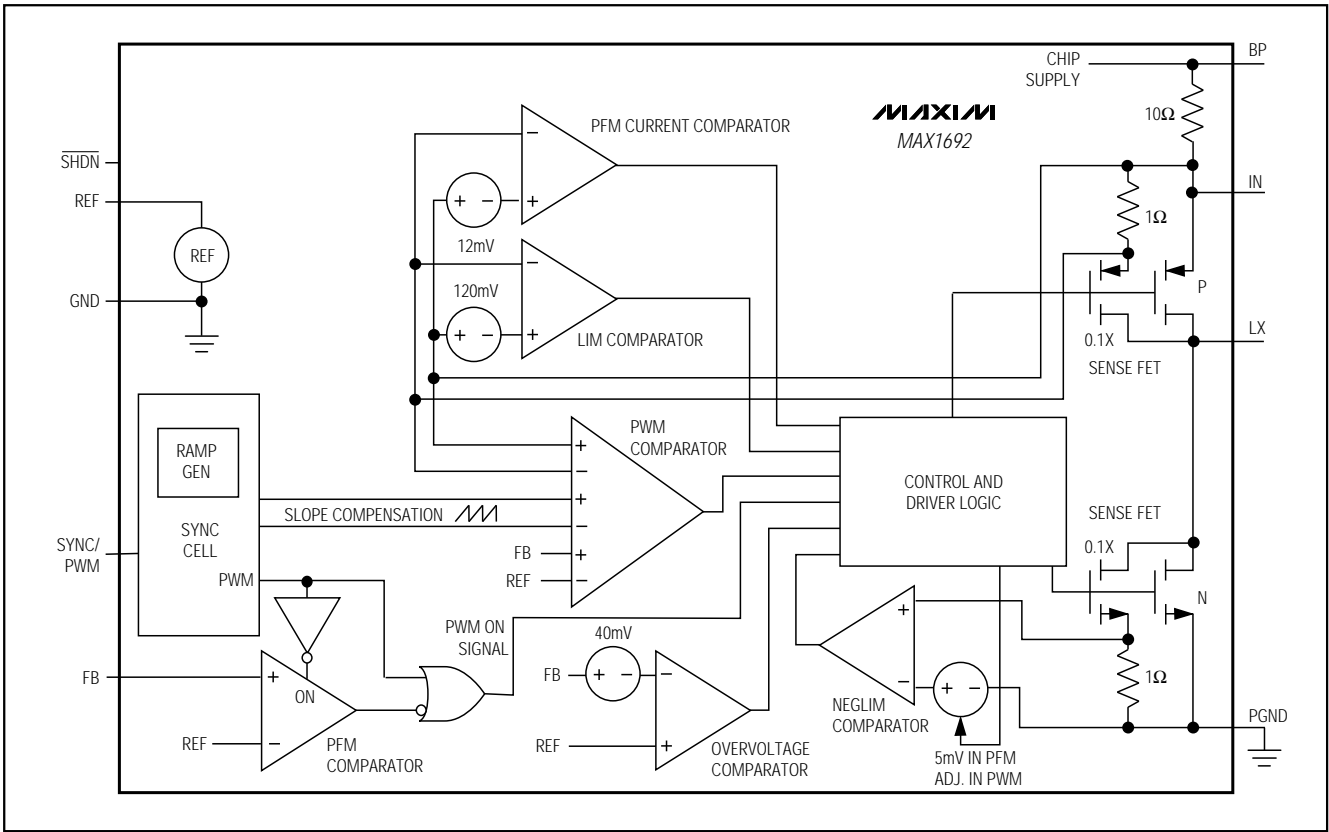 BP
CHIP
SUPPLY
10Ω
MAXIM
MAX1692
PFM CURRENT COMPARATOR
−
+
+ −
12mV
SHDN
REF
REF
GND
IN
1Ω
P
LX
0.1X
SENSE FET
120mV
+ −
−
+
LIM COMPARATOR
RAMP
GEN
SYNC
CELL
PWM
SYNC/
PWM
SLOPE COMPENSATION
PWM
COMPARATOR
+
−
+
−
FB
+
REF
−
CONTROL AND
DRIVER LOGIC
SENSE FET
0.1X
N
1Ω
PGND
PWM ON
SIGNAL
FB
+
ON
REF
−
PFM
COMPARATOR
40mV
FB
+ −
−
REF
+
OVERVOLTAGE
COMPARATOR
+
−
+ −
NEGLIM
COMPARATOR
5mV IN PFM
ADJ. IN PWM